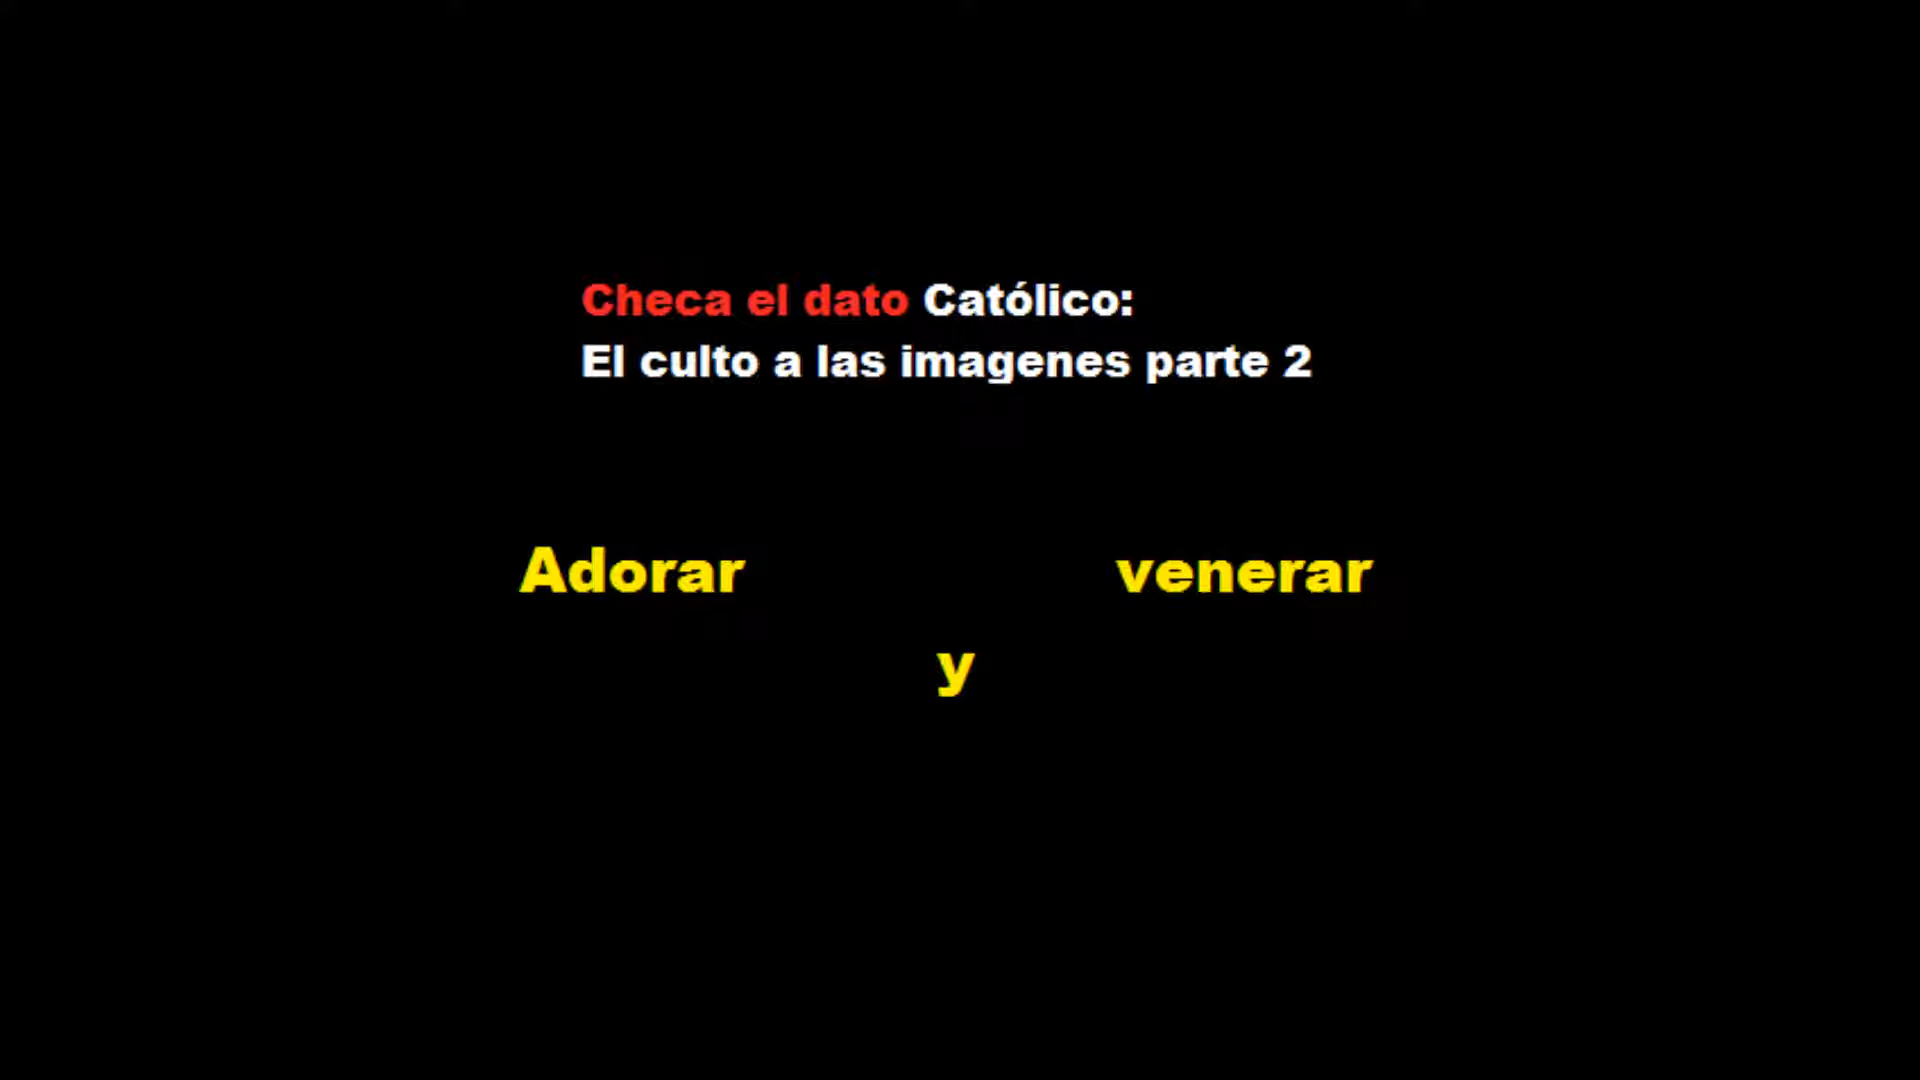 Checa el dato Católico:
El culto a las imagenes parte 2
Adorar venerar
y